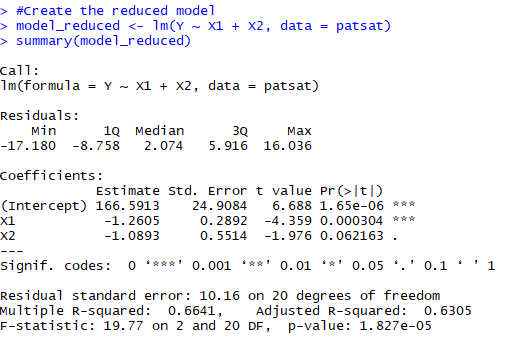 > #Create the reduced model
> model_reduced <- lm(Y ~ X1 + X2, data = patsat)
> summary(model_reduced)

Call:
lm(formula = Y ~ X1 + X2, data = patsat)

Residuals:
    Min      1Q  Median      3Q     Max
-17.180  -8.758   2.074   5.916  16.036

Coefficients:
            Estimate Std. Error t value Pr(>|t|)
(Intercept) 166.5913    24.9084   6.688 1.65e-06 ***
X1           -1.2605     0.2892  -4.359 0.000304 ***
X2           -1.0893     0.5514  -1.976 0.062163 .
---
Signif. codes:  0 ‘***’ 0.001 ‘**’ 0.01 ‘*’ 0.05 ‘.’ 0.1 ‘ ’ 1

Residual standard error: 10.16 on 20 degrees of freedom
Multiple R-squared:  0.6641,    Adjusted R-squared:  0.6305
F-statistic: 19.77 on 2 and 20 DF,  p-value: 1.827e-05